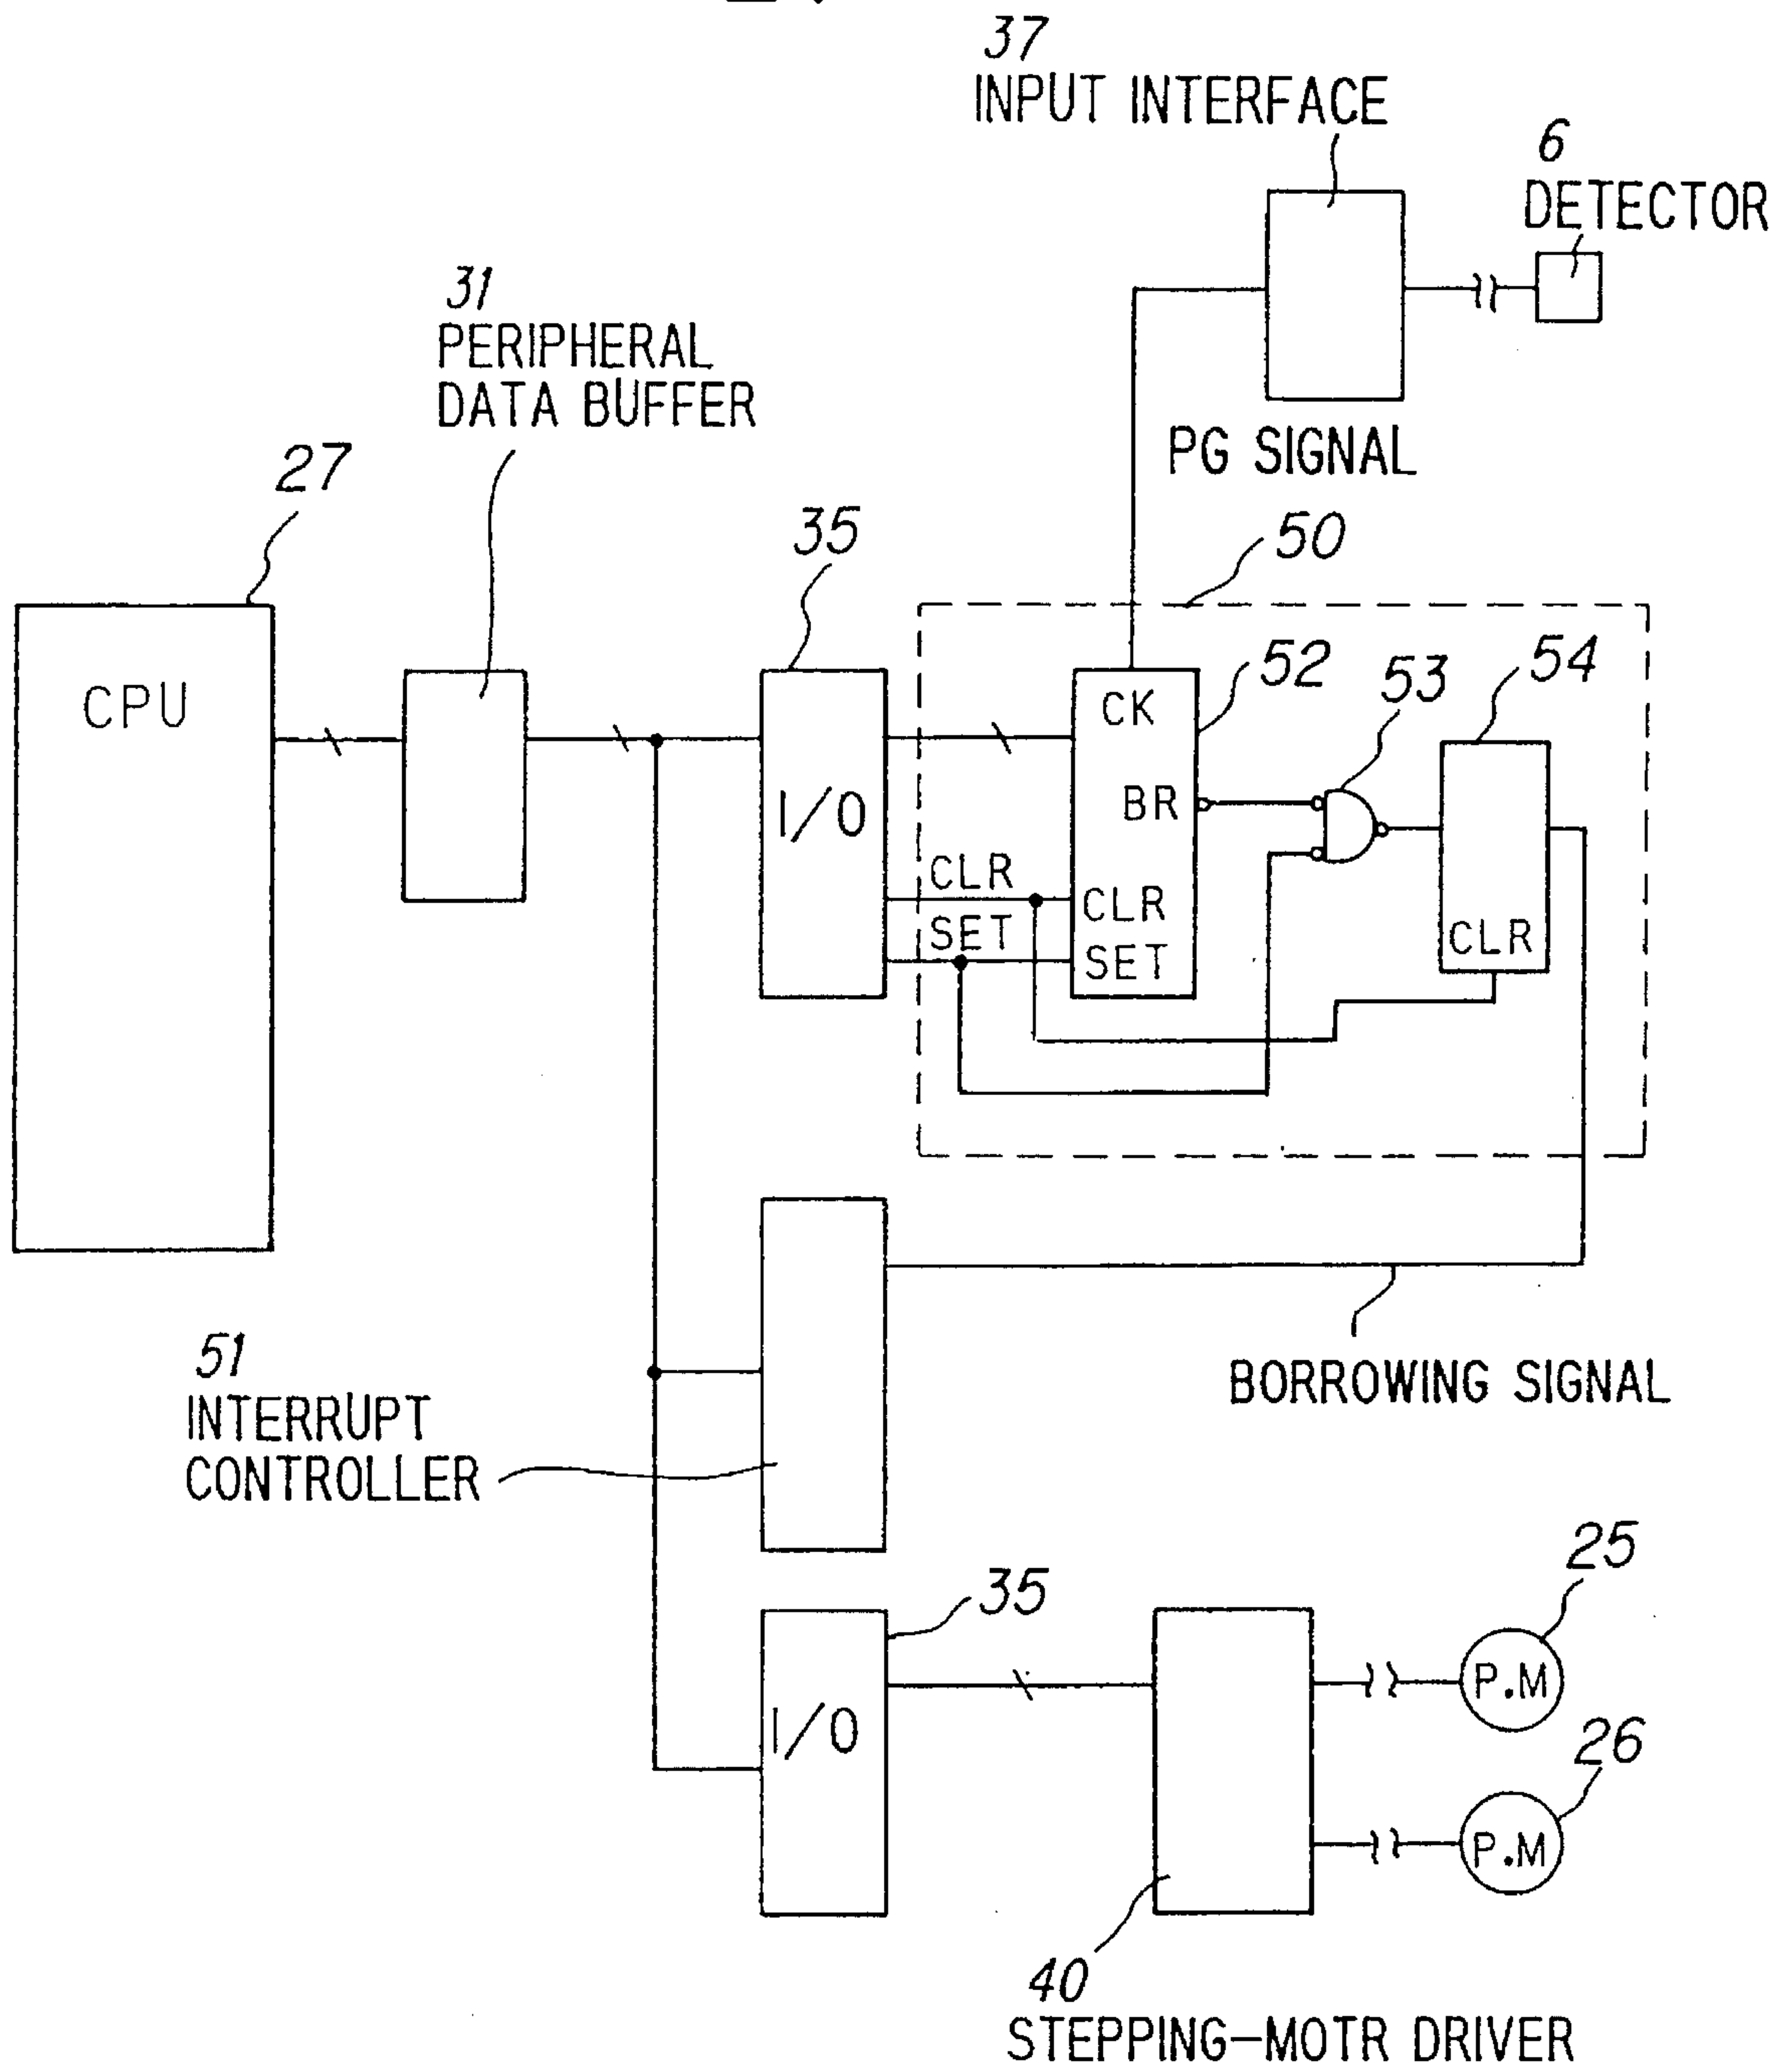 37
INPUT INTERFACE
6
DETECTOR
31
PERIPHERAL
DATA BUFFER
PG SIGNAL
27
35
50
CPU
I/O
CK
BR
52
53
54
CLR
SET
CLR
SET
CLR
51
INTERRUPT
CONTROLLER
BORROWING SIGNAL
35
I/O
25
P.M
26
P.M
40
STEPPING-MOTR DRIVER